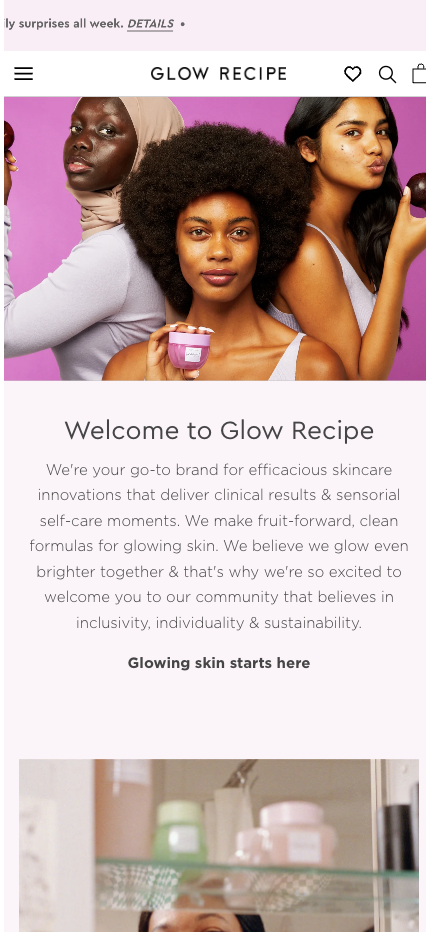 ly surprises all week. DETAILS •
GLOW RECIPE
Welcome to Glow Recipe
We're your go-to brand for efficacious skincare
innovations that deliver clinical results & sensorial
self-care moments. We make fruit-forward, clean
formulas for glowing skin. We believe we glow even
brighter together & that's why we're so excited to
welcome you to our community that believes in
inclusivity, individuality & sustainability.
Glowing skin starts here